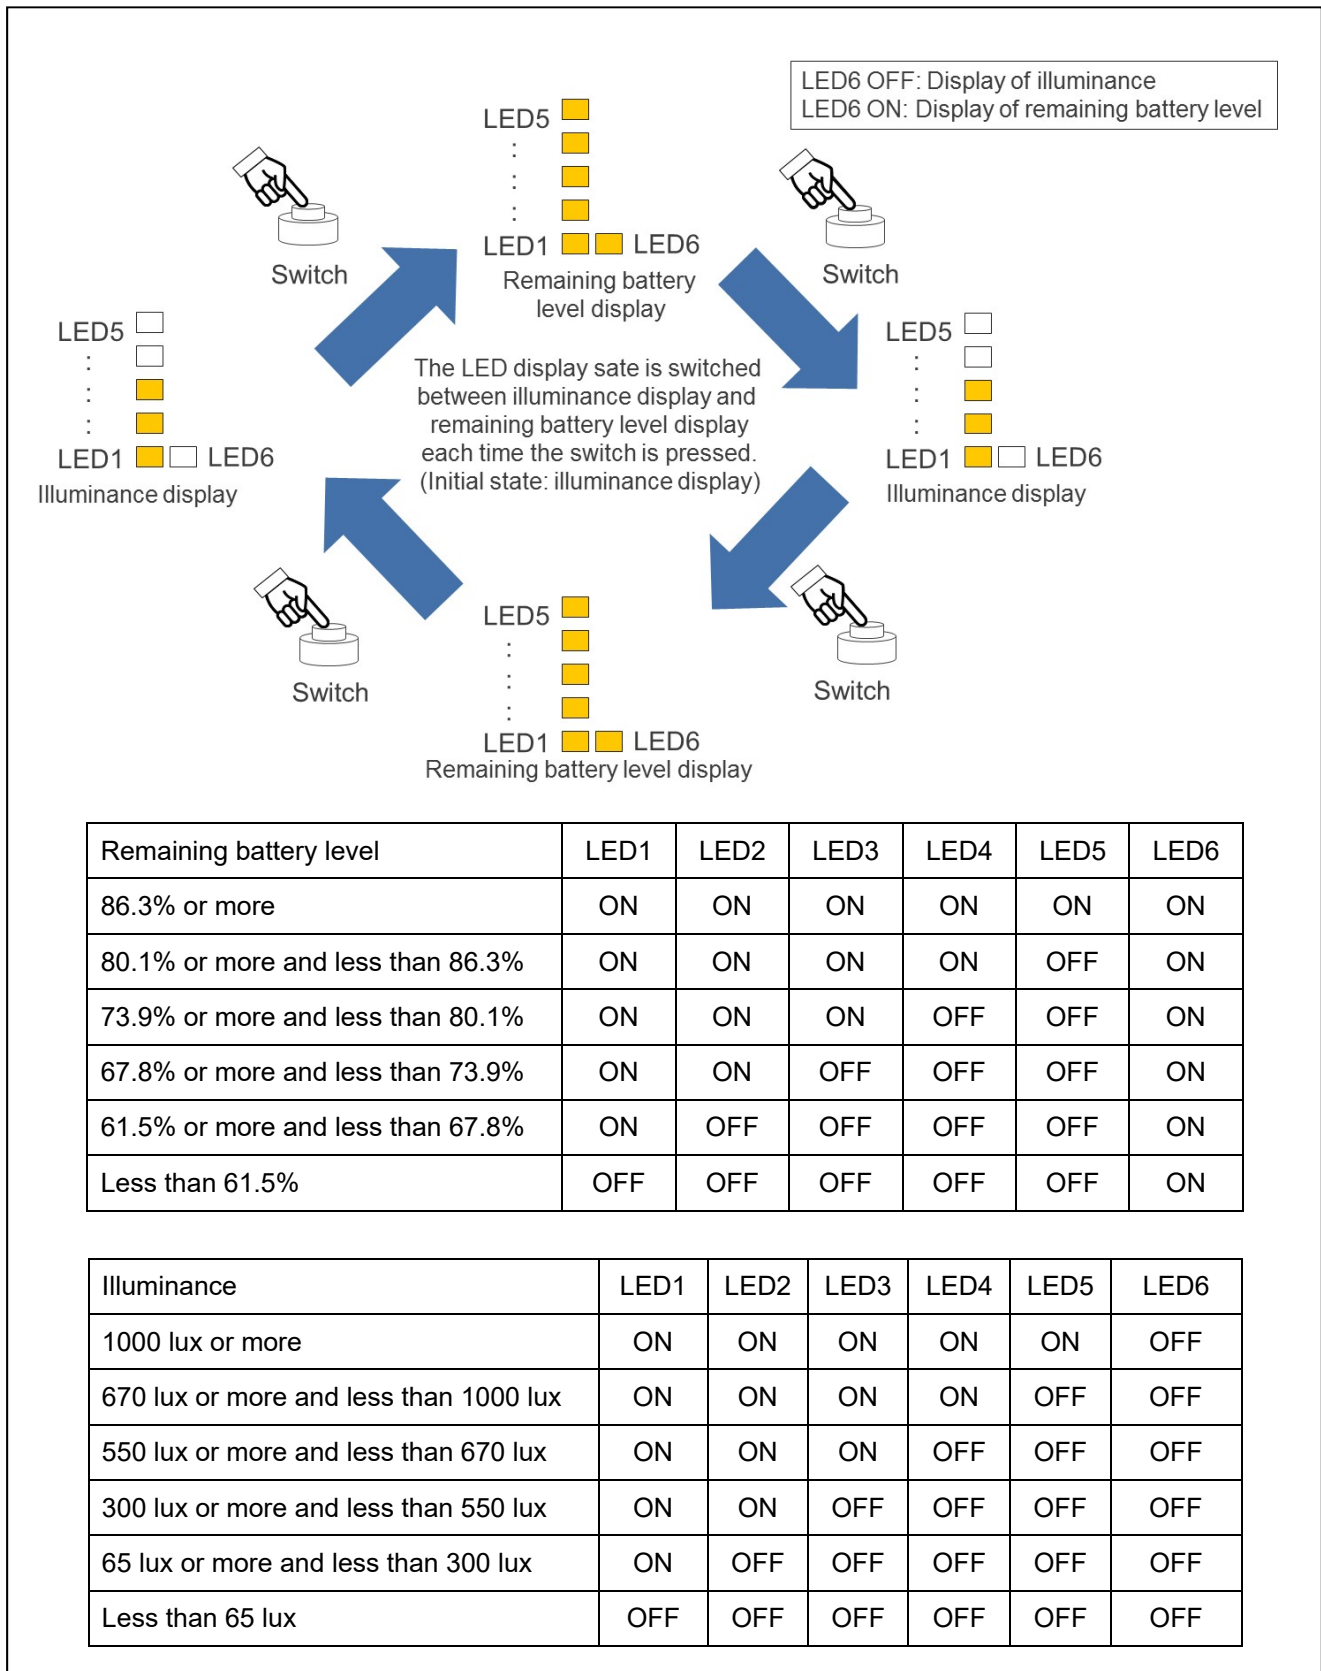 LED6 OFF: Display of illuminance
LED6 ON: Display of remaining battery level
LED5
:
:
:
LED1
LED6
Remaining battery
level display
Switch
Switch
LED5
:
:
:
LED1
LED6
Illuminance display
The LED display sate is switched
between illuminance display and
remaining battery level display
each time the switch is pressed.
(Initial state: illuminance display)
LED5
:
:
:
LED1
LED6
Illuminance display
Switch
LED5
:
:
:
LED1
LED6
Remaining battery level display
Switch
Remaining battery level LED1 LED2 LED3 LED4 LED5 LED6
86.3% or more ON ON ON ON ON ON
80.1% or more and less than 86.3% ON ON ON ON OFF ON
73.9% or more and less than 80.1% ON ON ON OFF OFF ON
67.8% or more and less than 73.9% ON ON OFF OFF OFF ON
61.5% or more and less than 67.8% ON OFF OFF OFF OFF ON
Less than 61.5% OFF OFF OFF OFF OFF ON
Illuminance LED1 LED2 LED3 LED4 LED5 LED6
1000 lux or more ON ON ON ON ON OFF
670 lux or more and less than 1000 lux ON ON ON ON OFF OFF
550 lux or more and less than 670 lux ON ON ON OFF OFF OFF
300 lux or more and less than 550 lux ON ON OFF OFF OFF OFF
65 lux or more and less than 300 lux ON OFF OFF OFF OFF OFF
Less than 65 lux OFF OFF OFF OFF OFF OFF